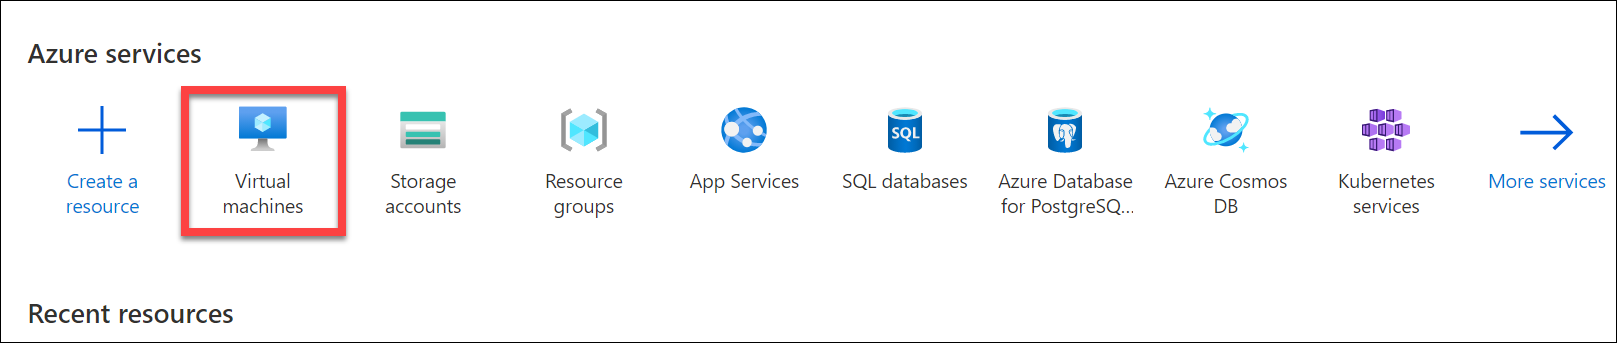 Azure services
Create a
resource
Virtual
machines
Storage
accounts
Resource
groups
App Services
SQL
SQL databases
Azure Database
for PostgreSQ...
Azure Cosmos
DB
Kubernetes
services
More services
Recent resources